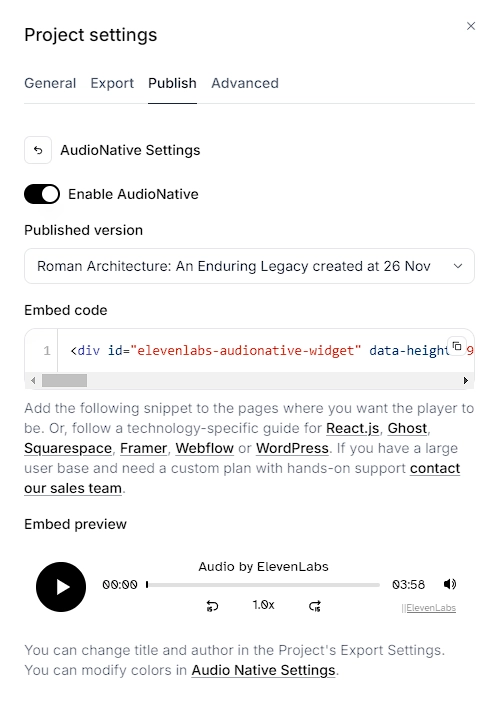 Project settings
General Export Publish Advanced
AudioNative Settings
Enable AudioNative
Published version
Roman Architecture: An Enduring Legacy created at 26 Nov
Embed code
1 <div id="elevenlabs-audionative-widget" data-height 9
Add the following snippet to the pages where you want the player to
be. Or, follow a technology-specific guide for React.js, Ghost,
Squarespace, Framer, Webflow or WordPress. If you have a large
user base and need a custom plan with hands-on support contact
our sales team.
Embed preview
Audio by ElevenLabs
00:00 03:58
15 1.0x 15
||ElevenLabs
You can change title and author in the Project's Export Settings.
You can modify colors in Audio Native Settings.